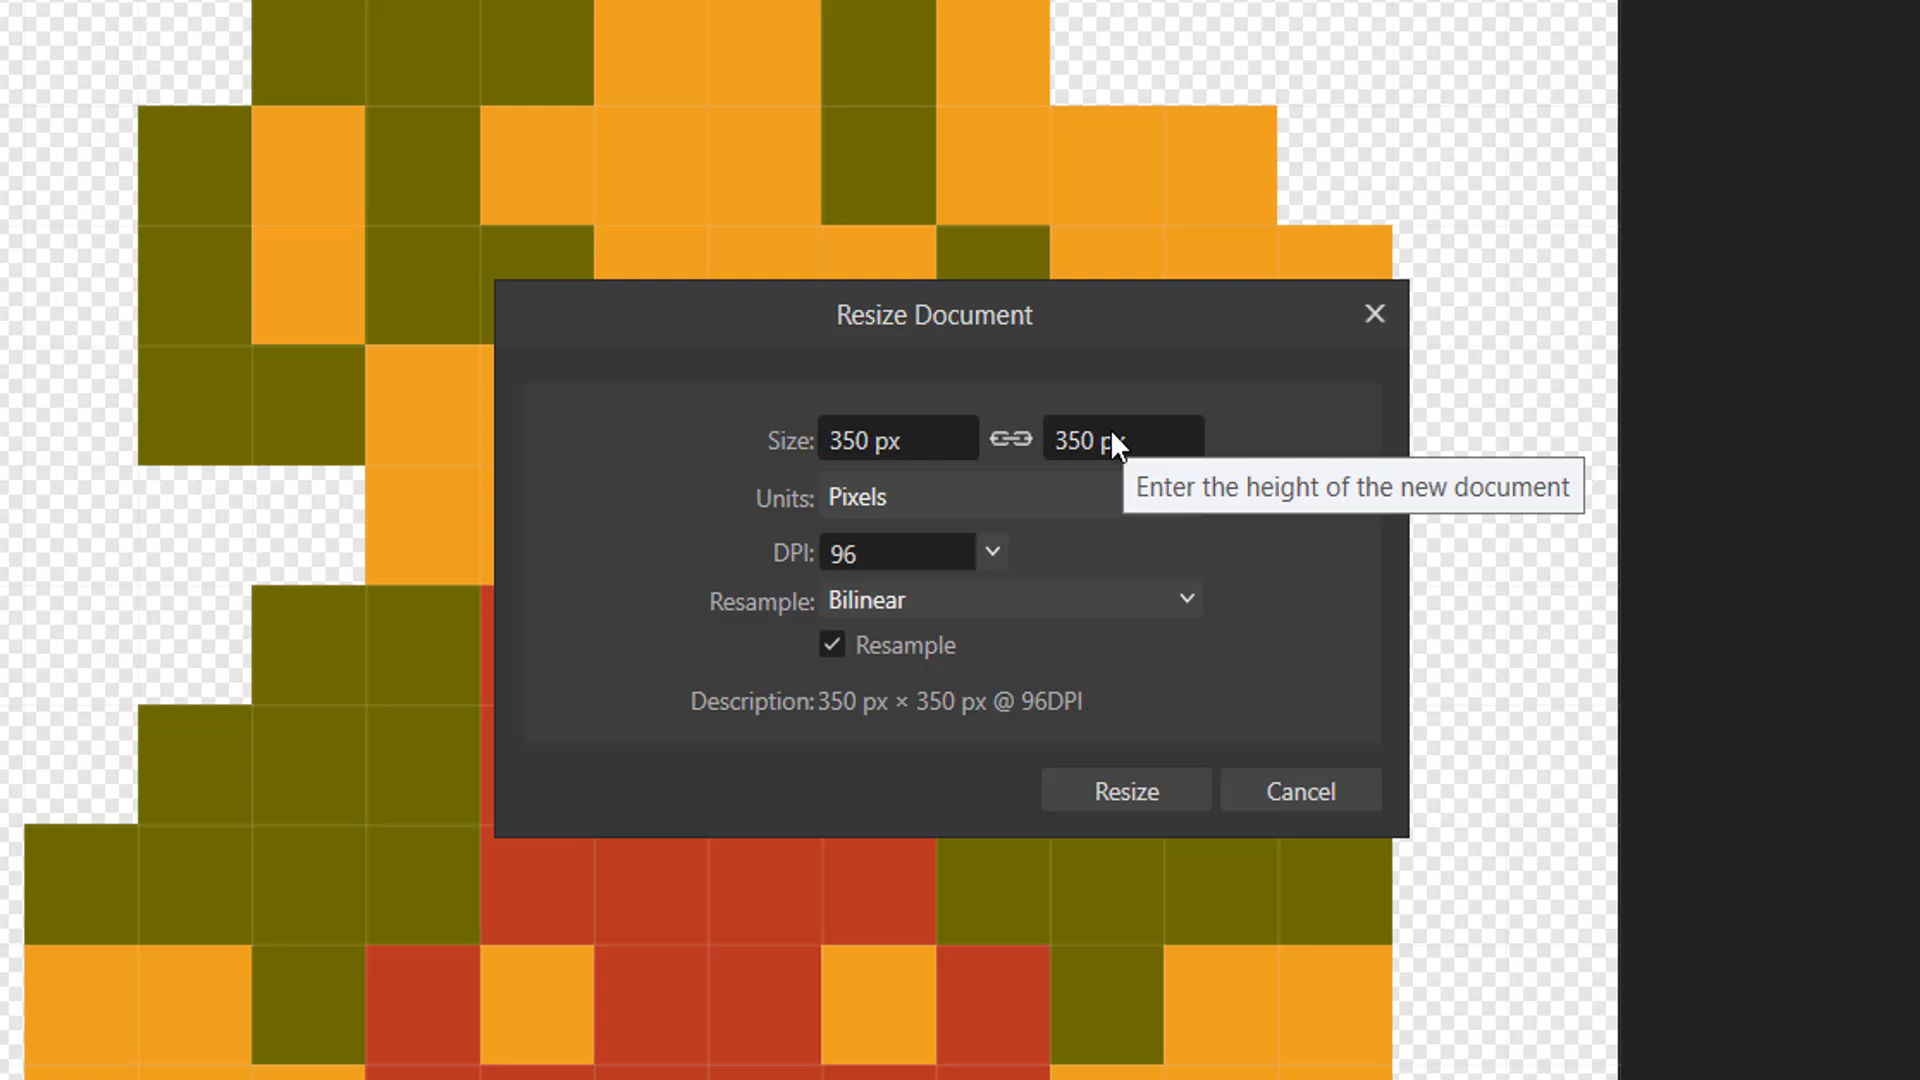 Resize Document
Size: 350 px 350 px
Enter the height of the new document
Units: Pixels
DPI: 96
Resample: Bilinear
Resample
Description: 350 px × 350 px @ 96DPI
Resize Cancel